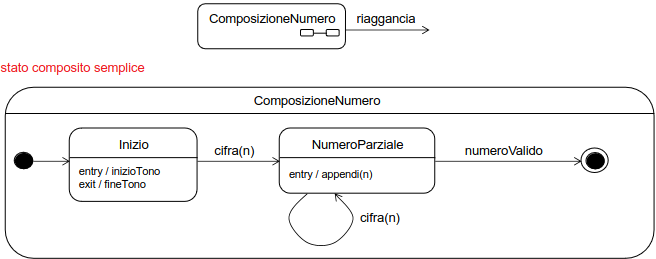 ComposizioneNumero
riaggancia
stato composito semplice
ComposizioneNumero
Inizio
entry / inizioTono
exit / fineTono
cifra(n)
NumeroParziale
entry / appendi(n)
numeroValido
cifra(n)